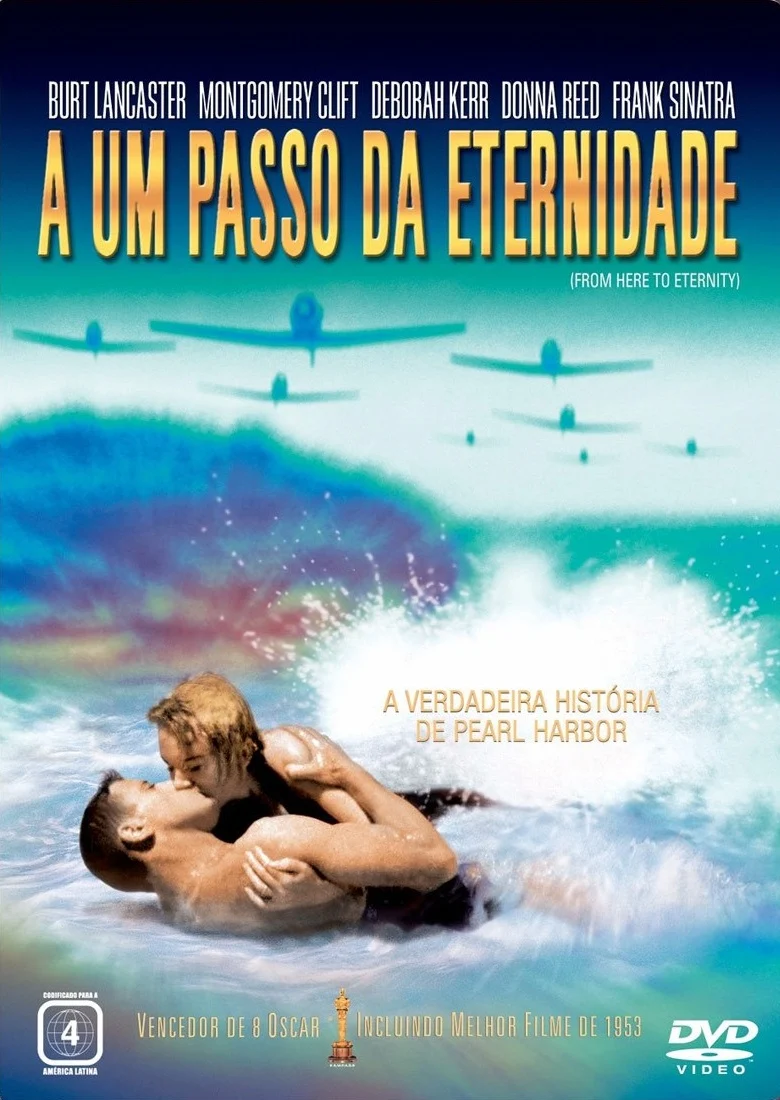 BURT LANCASTER MONTGOMERY CLIFT DEBORAH KERR DONNA REED FRANK SINATRA
A UM PASSO DA ETERNIDADE
(FROM HERE TO ETERNITY)
A VERDADEIRA HISTÓRIA
DE PEARL HARBOR
CODIFICADO PARA A
4
AMÉRICA LATINA
VENCEDOR DE 8 OSCAR INCLUINDO MELHOR FILME DE 1953
DVD
VIDEO